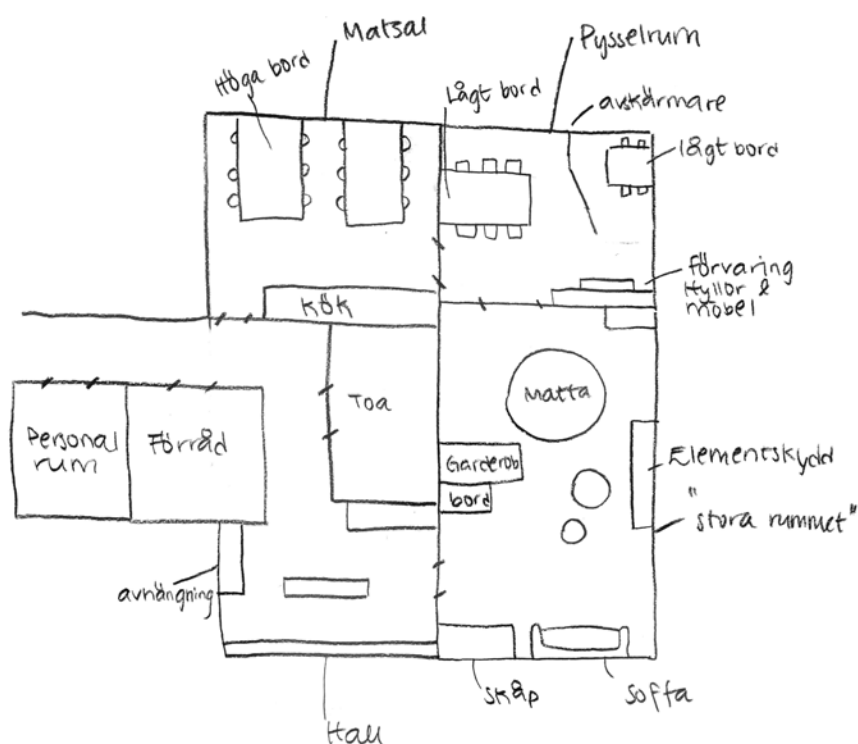 Matsal
Pysselrum
Höga bord
Lågt bord
avskärmare
lågt bord
förvaring
Hyllor &
möbel
KÖK
Matta
Toa
Personal
rum
Förråd
Garderob
bord
Elementskydd
"stora rummet"
avhängning
skåp
Soffa
Hall